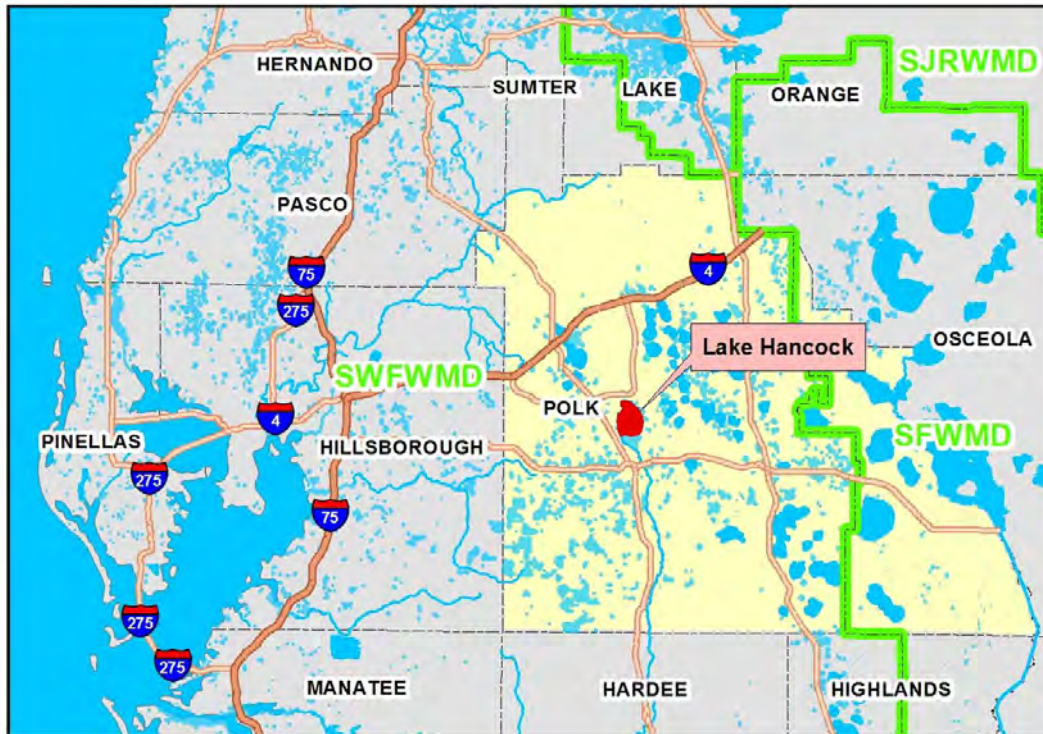 HERNANDO
SUMTER
LAKE
ORANGE
SJRWMD
PASCO
75
275
4
Lake Hancock
OSCEOLA
SWFWMD
POLK
4
PINELLAS
HILLSBOROUGH
SFWMD
275
75
275
275
MANATEE
HARDEE
HIGHLANDS